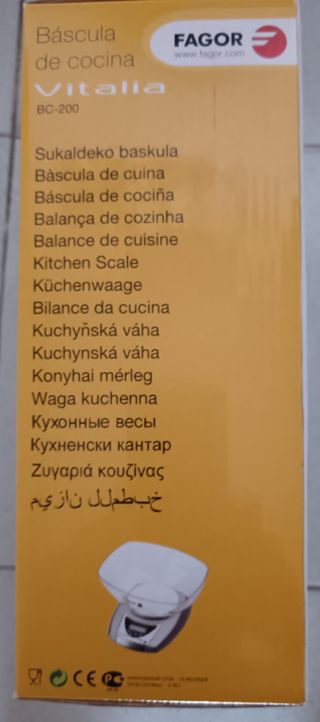 Báscula
de cocina
Vitalia
BC-200
FAGOR
www.fagor.com
Sukaldeko baskula
Bàscula de cuina
Báscula de cociña
Balança de cozinha
Balance de cuisine
Kitchen Scale
Küchenwaage
Bilance da cucina
Kuchyňská váha
Kuchynská váha
Konyhai mérleg
Waga kuchenna
Кухонные весы
Кухненски кантар
Ζυγαριά κουζίνας
ميزان للمطبخ
CE